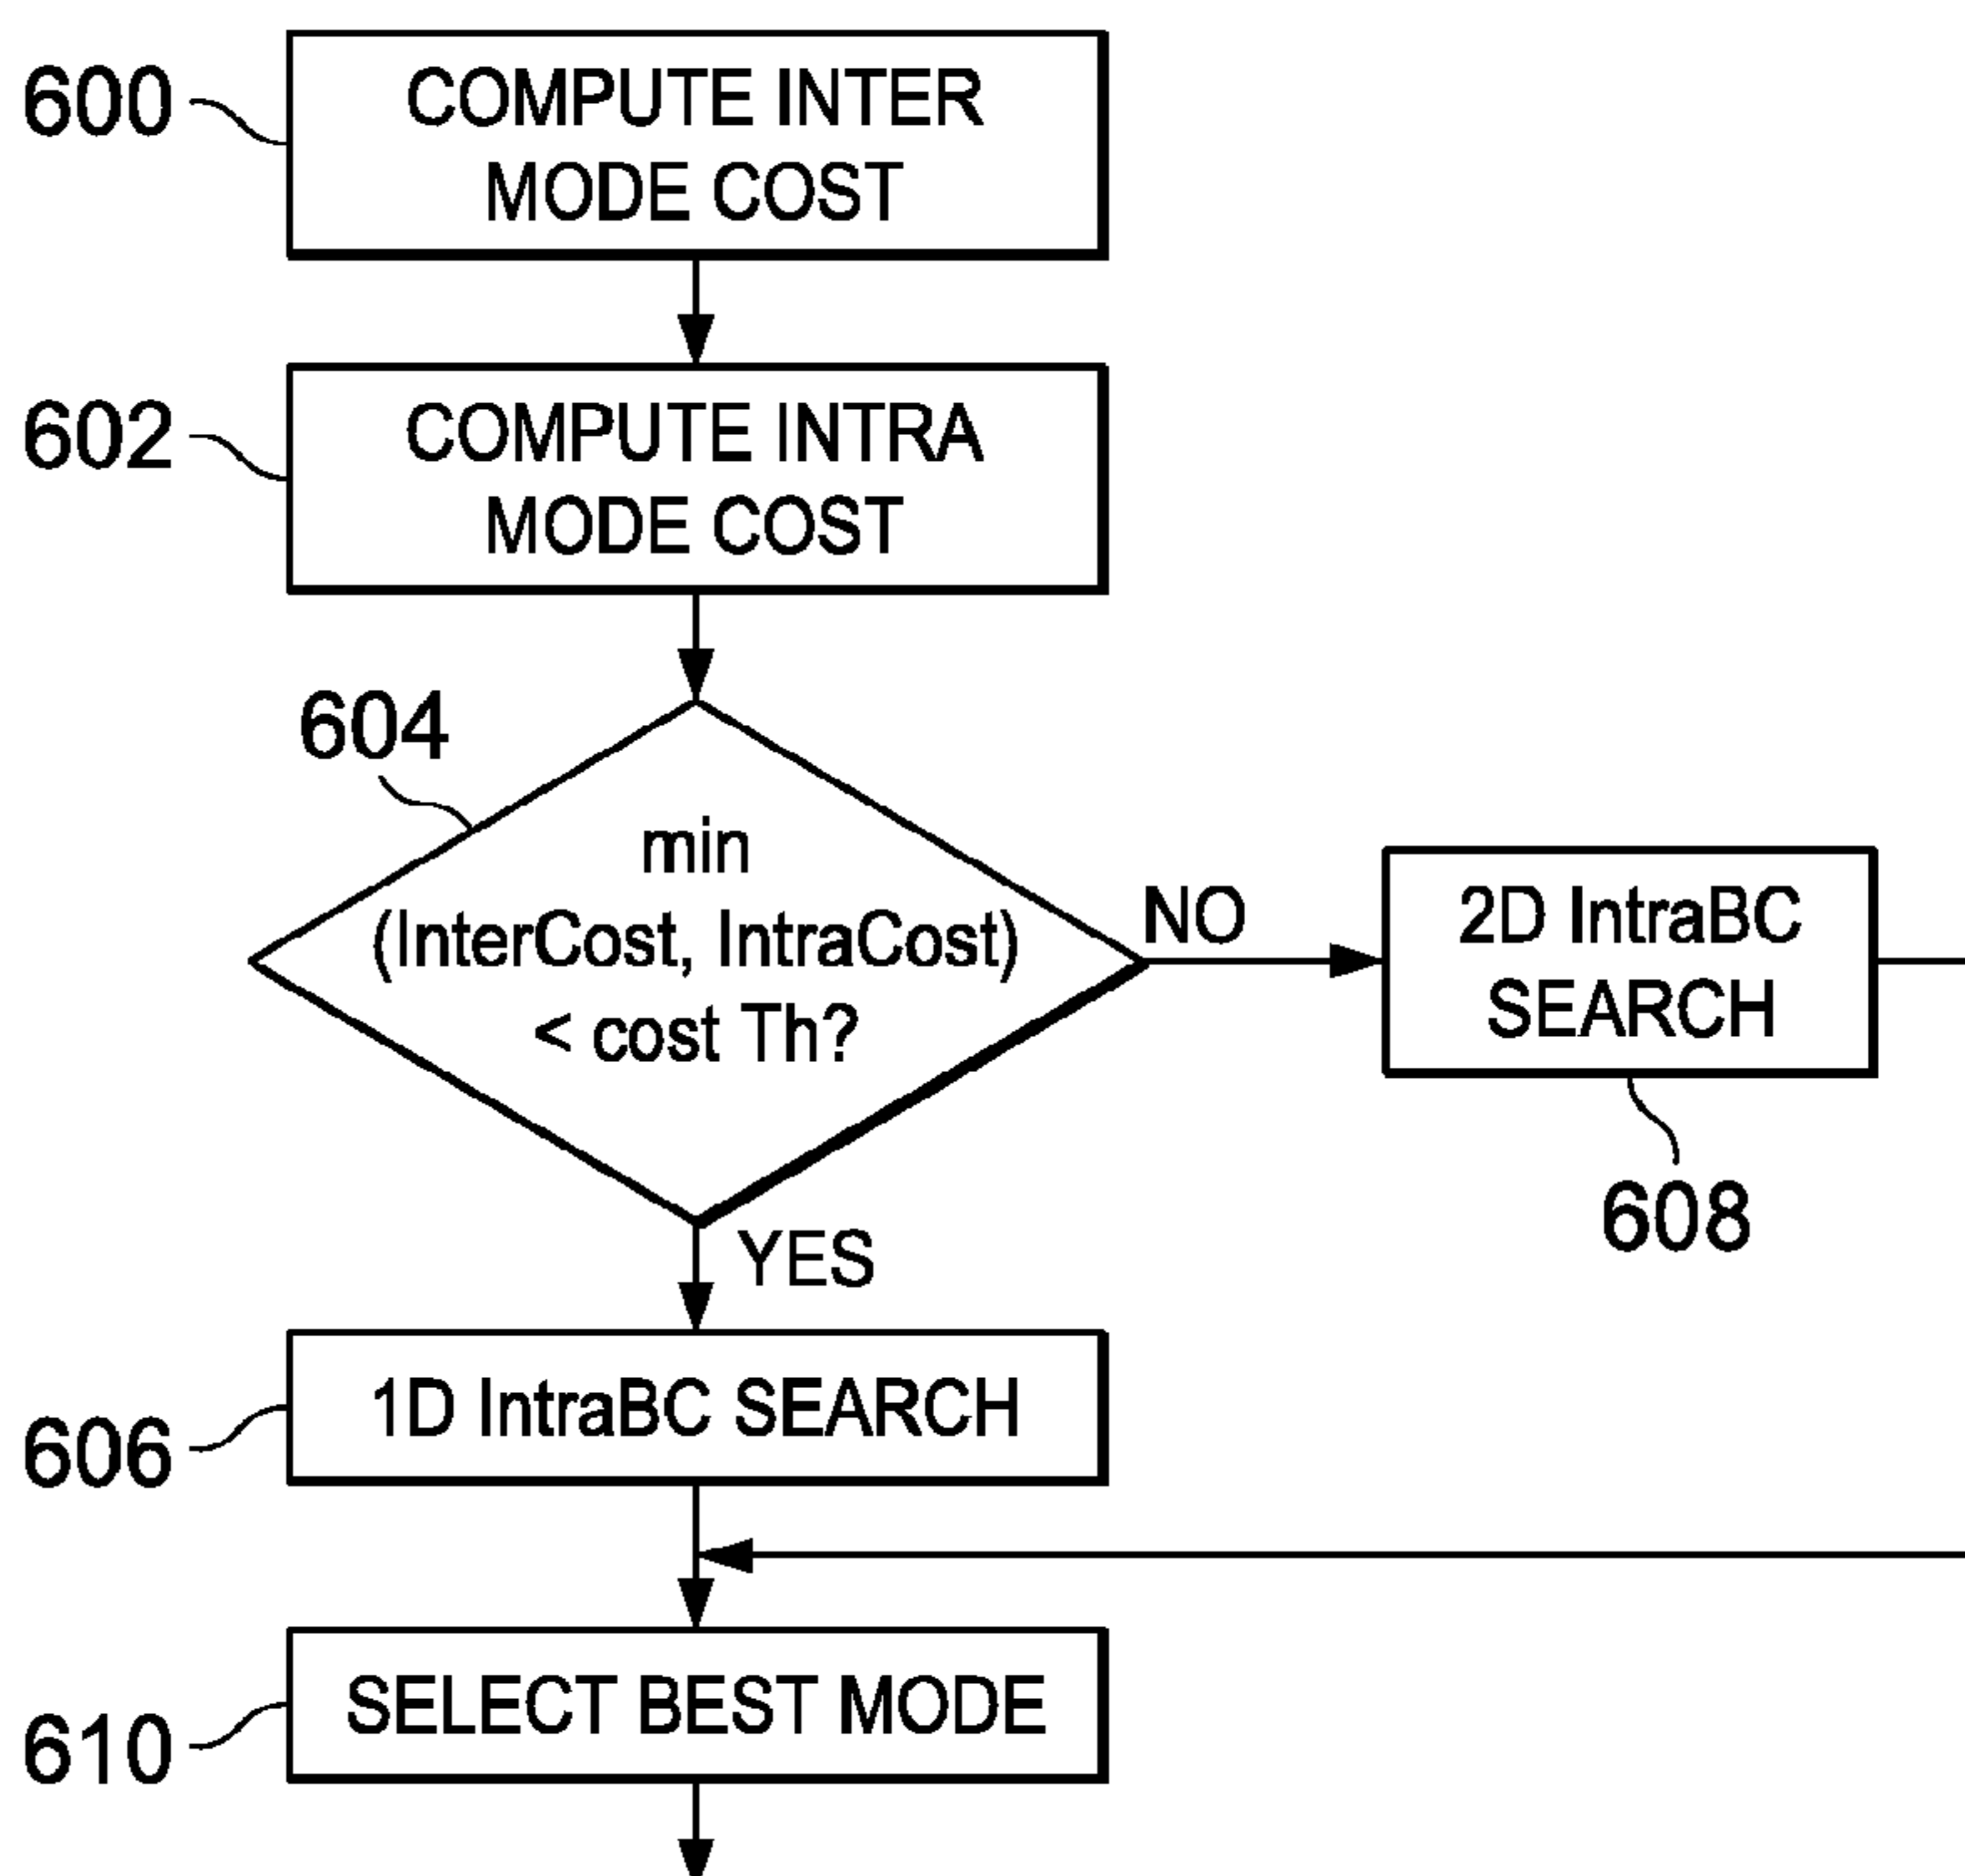 600
COMPUTE INTER
MODE COST
602
COMPUTE INTRA
MODE COST
604
min
(InterCost, IntraCost)
< cost Th?
NO
2D IntraBC
SEARCH
608
YES
606
1D IntraBC SEARCH
610
SELECT BEST MODE